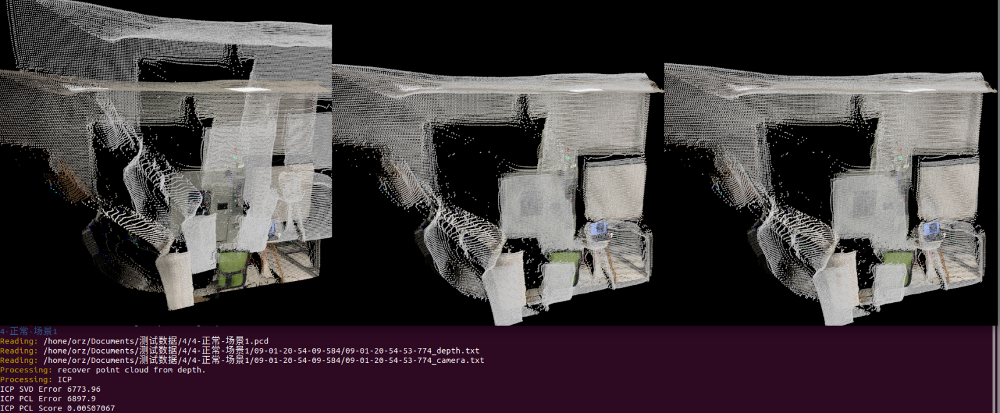 4-正常-场景1
Reading: /home/orz/Documents/测试数据/4/4-正常-场景1.pcd
Reading: /home/orz/Documents/测试数据/4/4-正常-场景1/09-01-20-54-09-584/09-01-20-54-53-774_depth.txt
Reading: /home/orz/Documents/测试数据/4/4-正常-场景1/09-01-20-54-09-584/09-01-20-54-53-774_camera.txt
Processing: recover point cloud from depth.
Processing: ICP
ICP SVD Error 6773.96
ICP PCL Error 6897.9
ICP PCL Score 0.00507067